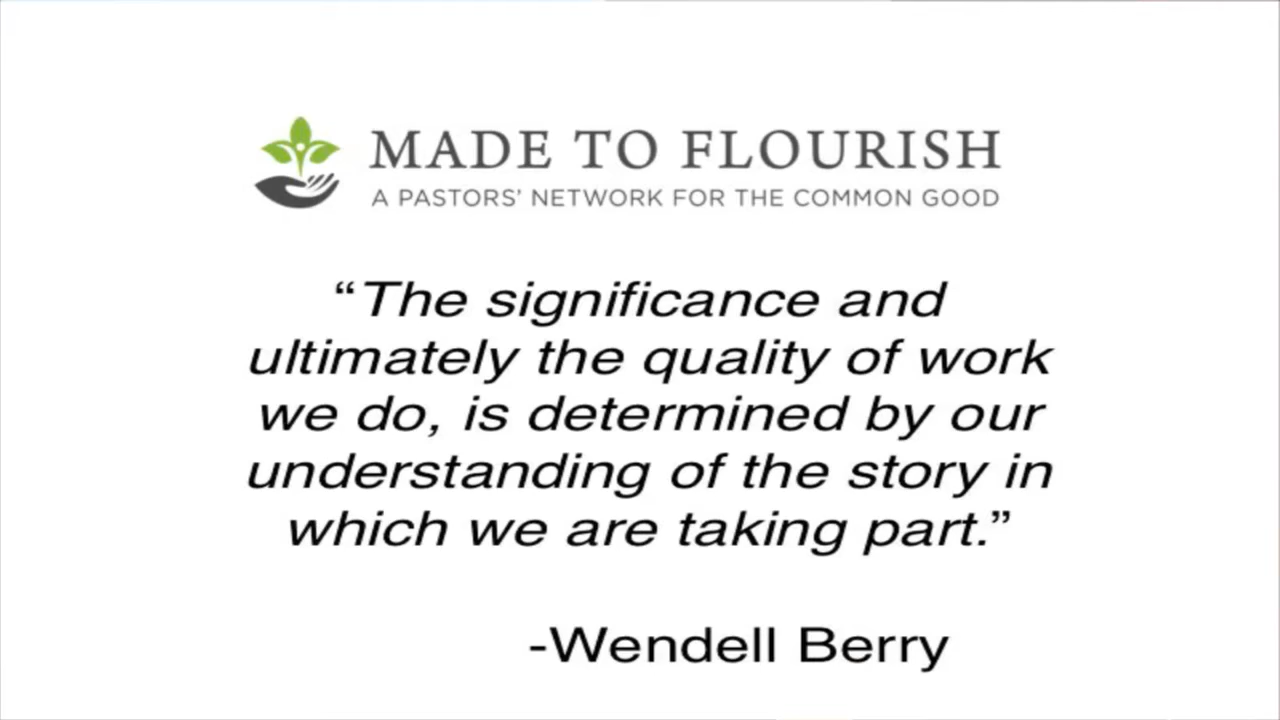 MADE TO FLOURISH
A PASTORS’ NETWORK FOR THE COMMON GOOD
“The significance and
ultimately the quality of work
we do, is determined by our
understanding of the story in
which we are taking part.”
-Wendell Berry